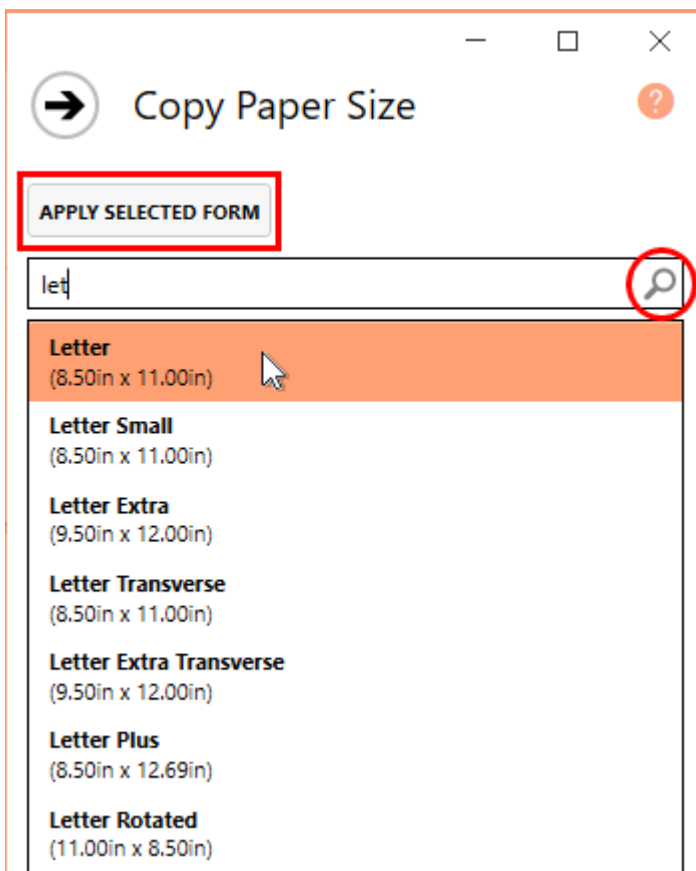 Copy Paper Size
?
APPLY SELECTED FORM
let
Letter
(8.50in x 11.00in)
Letter Small
(8.50in x 11.00in)
Letter Extra
(9.50in x 12.00in)
Letter Transverse
(8.50in x 11.00in)
Letter Extra Transverse
(9.50in x 12.00in)
Letter Plus
(8.50in x 12.69in)
Letter Rotated
(11.00in x 8.50in)